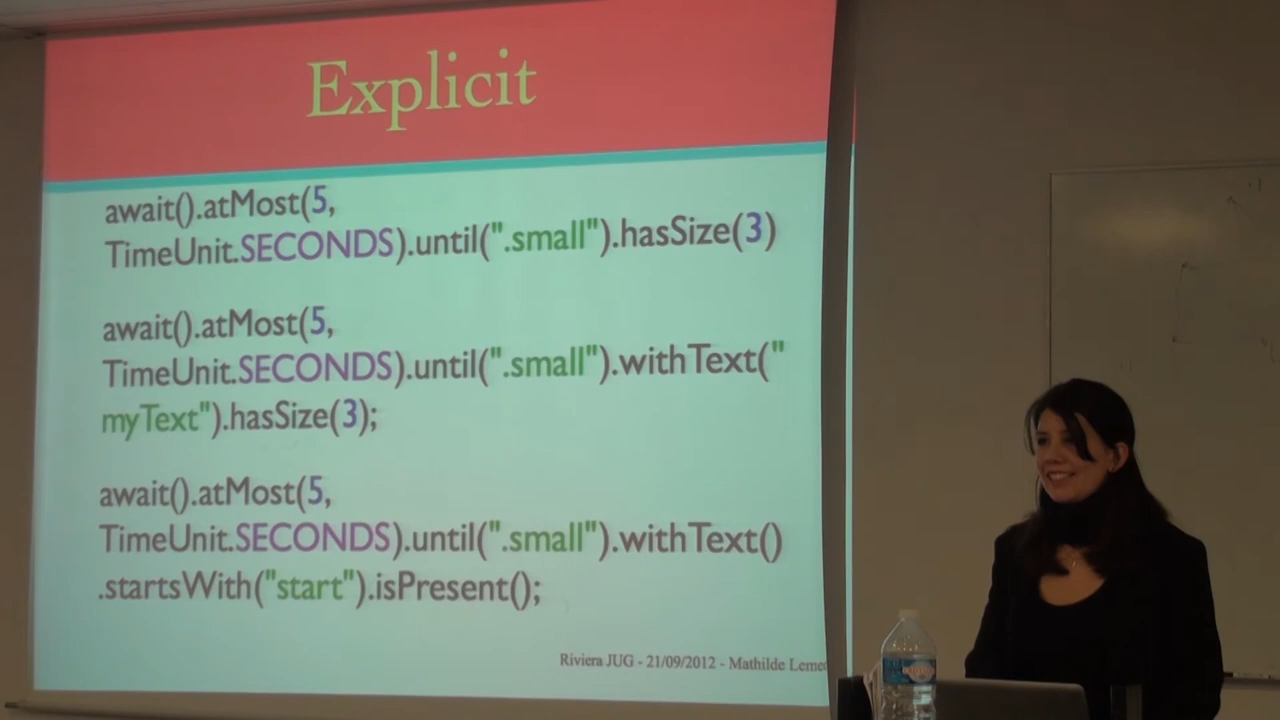 Explicit
await().atMost(5,
TimeUnit.SECONDS).until(".small").hasSize(3)
await().atMost(5,
TimeUnit.SECONDS).until(".small").withText("
myText").hasSize(3);
await().atMost(5,
TimeUnit.SECONDS).until(".small").withText()
.startsWith("start").isPresent();
Riviera JUG - 21/09/2012 - Mathilde